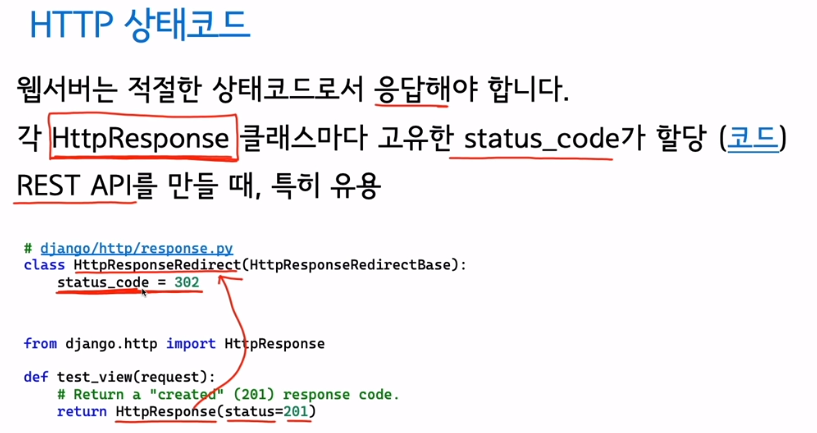 HTTP 상태코드
웹서버는 적절한 상태코드로서 응답해야 합니다.
각 HttpResponse 클래스마다 고유한 status_code가 할당 (코드)
REST API를 만들 때, 특히 유용
# django/http/response.py
class HttpResponseRedirect(HttpResponseRedirectBase):
    status_code = 302
from django.http import HttpResponse
def test_view(request):
    # Return a "created" (201) response code.
    return HttpResponse(status=201)